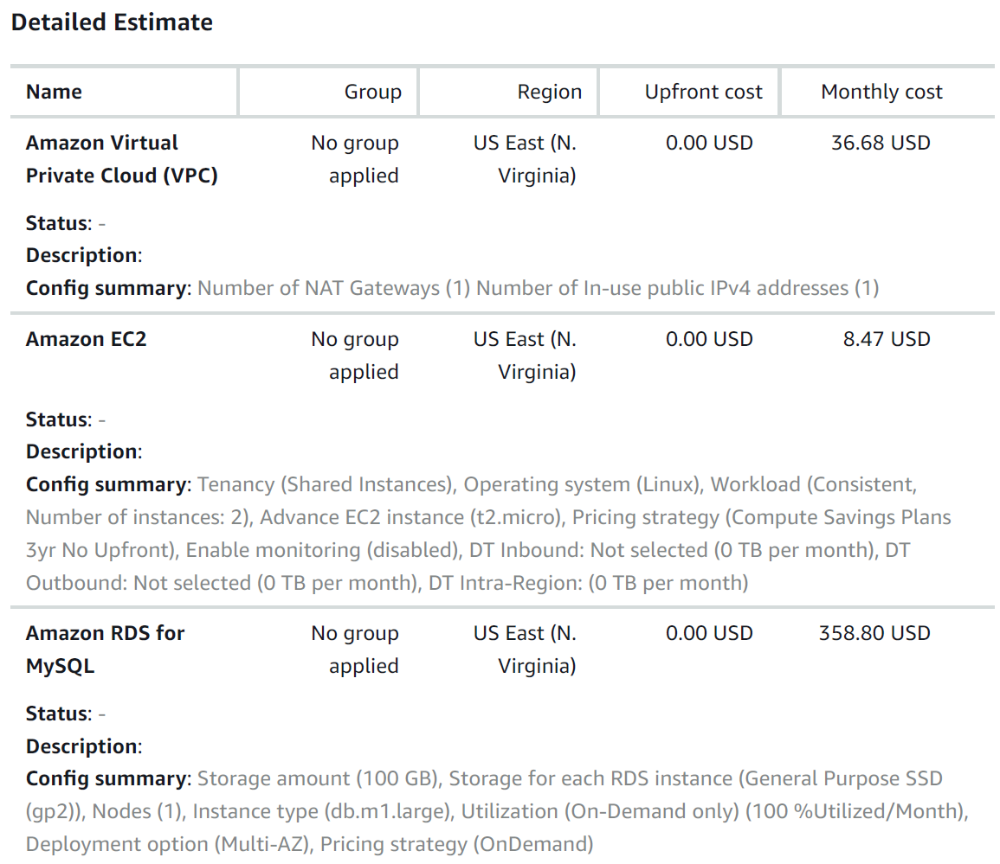 Detailed Estimate
Name Group Region Upfront cost Monthly cost
Amazon Virtual No group US East (N. 0.00 USD 36.68 USD
Private Cloud (VPC) applied Virginia)
Status: -
Description:
Config summary: Number of NAT Gateways (1) Number of In-use public IPv4 addresses (1)
Amazon EC2 No group US East (N. 0.00 USD 8.47 USD
applied Virginia)
Status: -
Description:
Config summary: Tenancy (Shared Instances), Operating system (Linux), Workload (Consistent,
Number of instances: 2), Advance EC2 instance (t2.micro), Pricing strategy (Compute Savings Plans
3yr No Upfront), Enable monitoring (disabled), DT Inbound: Not selected (0 TB per month), DT
Outbound: Not selected (0 TB per month), DT Intra-Region: (0 TB per month)
Amazon RDS for No group US East (N. 0.00 USD 358.80 USD
MySQL applied Virginia)
Status: -
Description:
Config summary: Storage amount (100 GB), Storage for each RDS instance (General Purpose SSD
(gp2)), Nodes (1), Instance type (db.m1.large), Utilization (On-Demand only) (100 %Utilized/Month),
Deployment option (Multi-AZ), Pricing strategy (OnDemand)